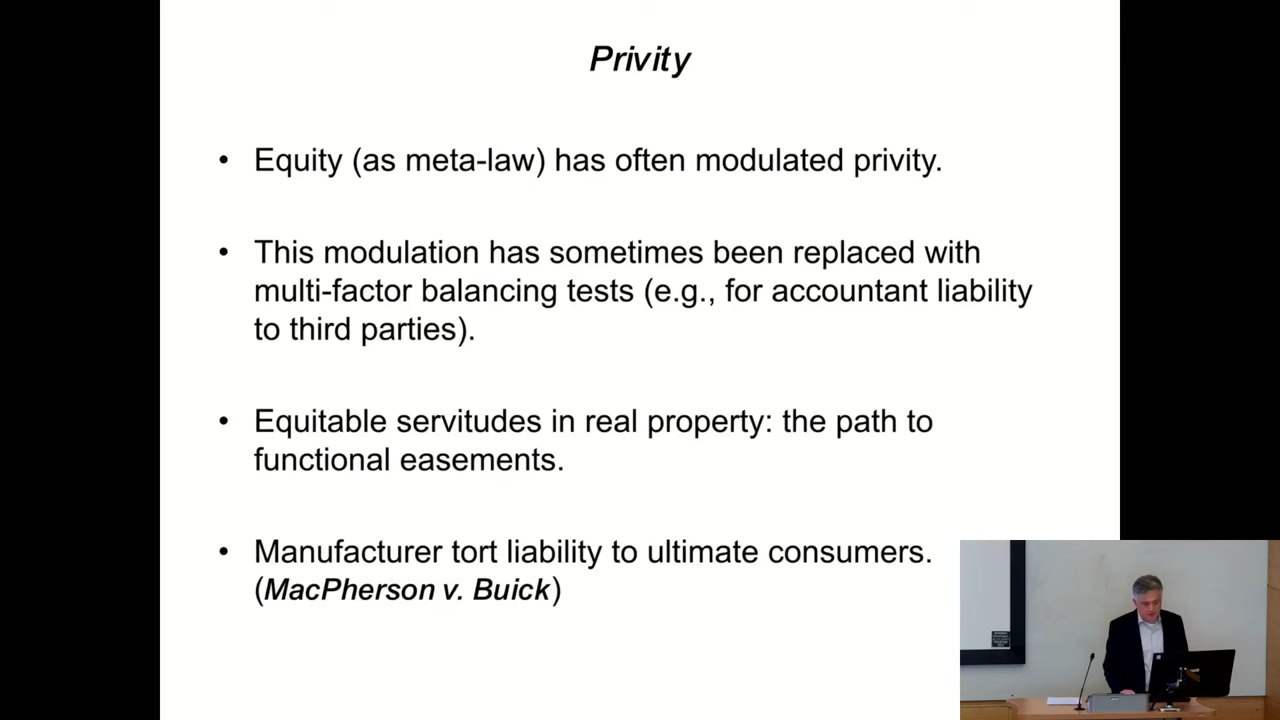 Privity
• Equity (as meta-law) has often modulated privity.
• This modulation has sometimes been replaced with
multi-factor balancing tests (e.g., for accountant liability
to third parties).
• Equitable servitudes in real property: the path to
functional easements.
• Manufacturer tort liability to ultimate consumers.
(MacPherson v. Buick)